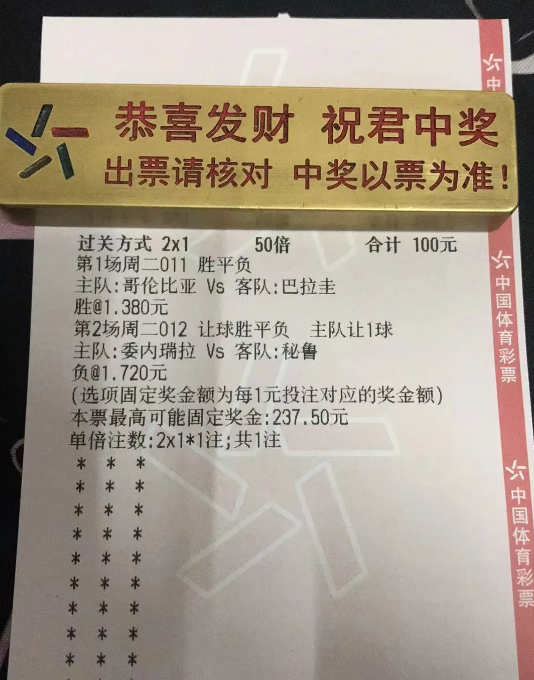 恭喜发财 祝君中奖
出票请核对 中奖以票为准!
过关方式 2x1 50倍 合计 100元
第1场周二011 胜平负
主队:哥伦比亚 Vs 客队:巴拉圭
胜@1.380元
第2场周二012 让球胜平负 主队让1球
主队:委内瑞拉 Vs 客队:秘鲁
负@1.720元
(选项固定奖金额为每1元投注对应的奖金额)
本票最高可能固定奖金:237.50元
单倍注数:2x1*1注;共1注
* * *
* * *
* * *
* * *
* * *
* * *
* * *
* * *
* * *
中
中国体育彩票
中国体育彩票